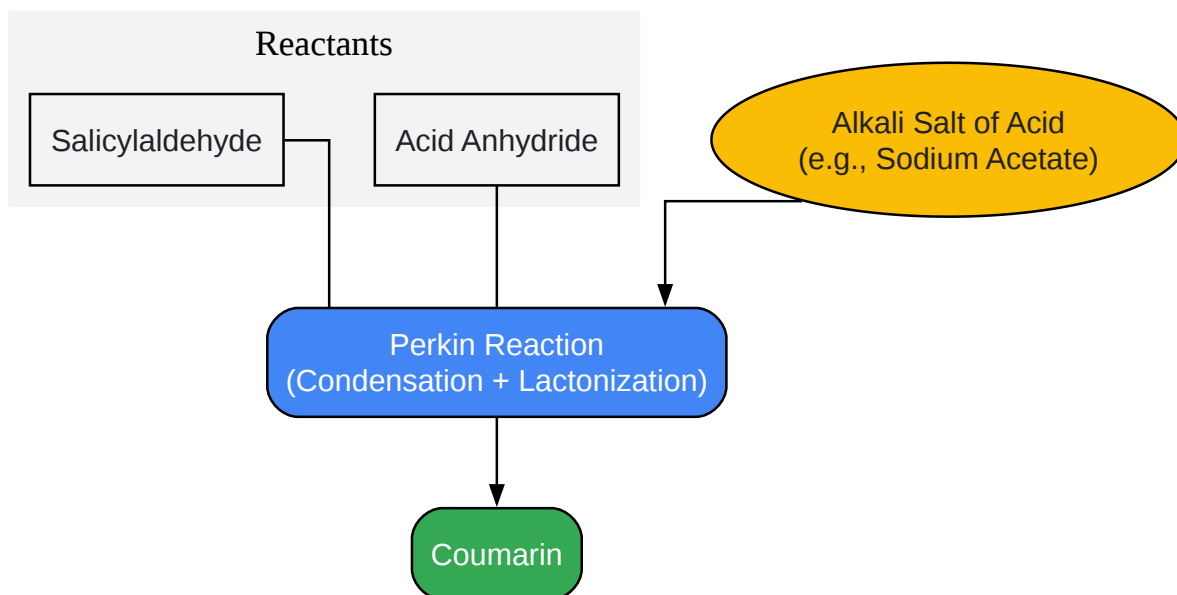 Reactants
Salicylaldehyde
Acid Anhydride
Alkali Salt of Acid
(e.g., Sodium Acetate)
Perkin Reaction
(Condensation + Lactonization)
Coumarin